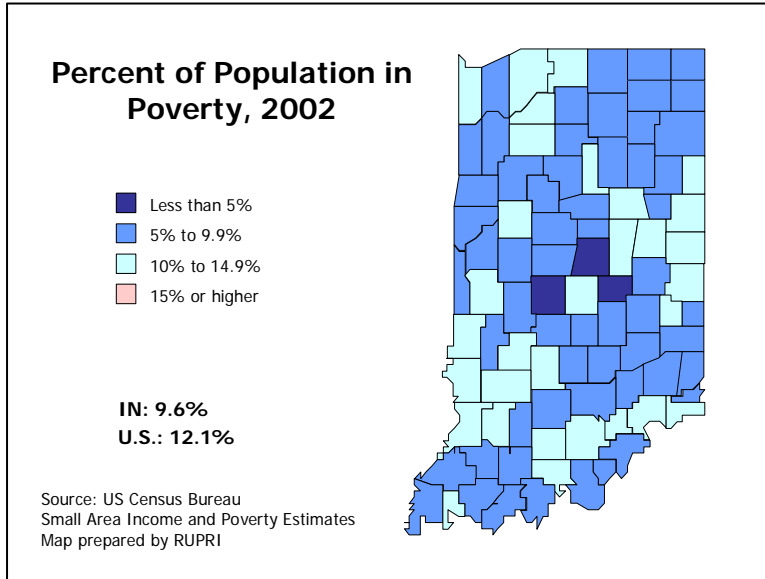 Percent of Population in
Poverty, 2002
Less than 5%
5% to 9.9%
10% to 14.9%
15% or higher
IN: 9.6%
U.S.: 12.1%
Source: US Census Bureau
Small Area Income and Poverty Estimates
Map prepared by RUPRI